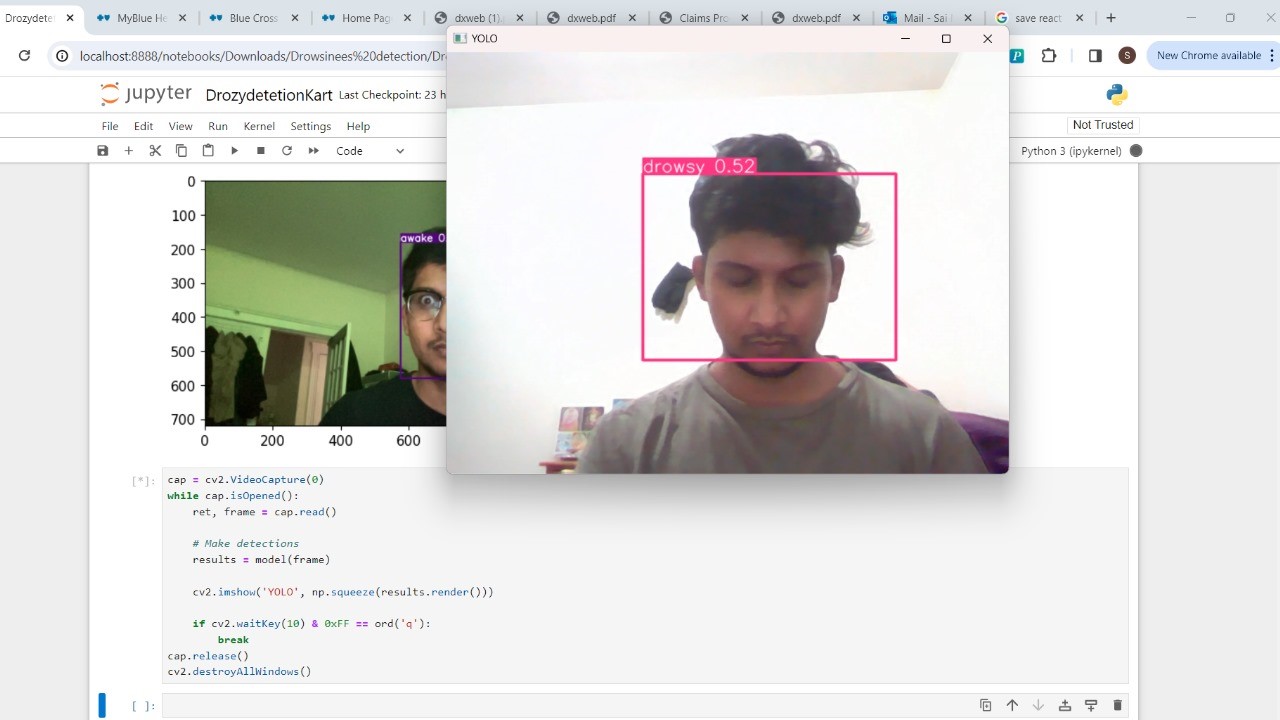 Drozydete
MyBlue He
Blue Cross
Home Pag
dxweb (1).
dxweb.pdf
Claims Pro
dxweb.pdf
Mail - Sai
save react
localhost:8888/notebooks/Downloads/Drowsinees%20detection/Dr
New Chrome available
YOLO
jupyter
DrozydetetionKart
Last Checkpoint: 23 h
File Edit View Run Kernel Settings Help
Not Trusted
Code
Python 3 (ipykernel)
drowsy 0.52
awake 0
0
100
200
300
400
500
600
700
0 200 400 600
[*]:
cap = cv2.VideoCapture(0)
while cap.isOpened():
    ret, frame = cap.read()
    # Make detections
    results = model(frame)
    cv2.imshow('YOLO', np.squeeze(results.render()))
    if cv2.waitKey(10) & 0xFF == ord('q'):
        break
cap.release()
cv2.destroyAllWindows()
[ ]: